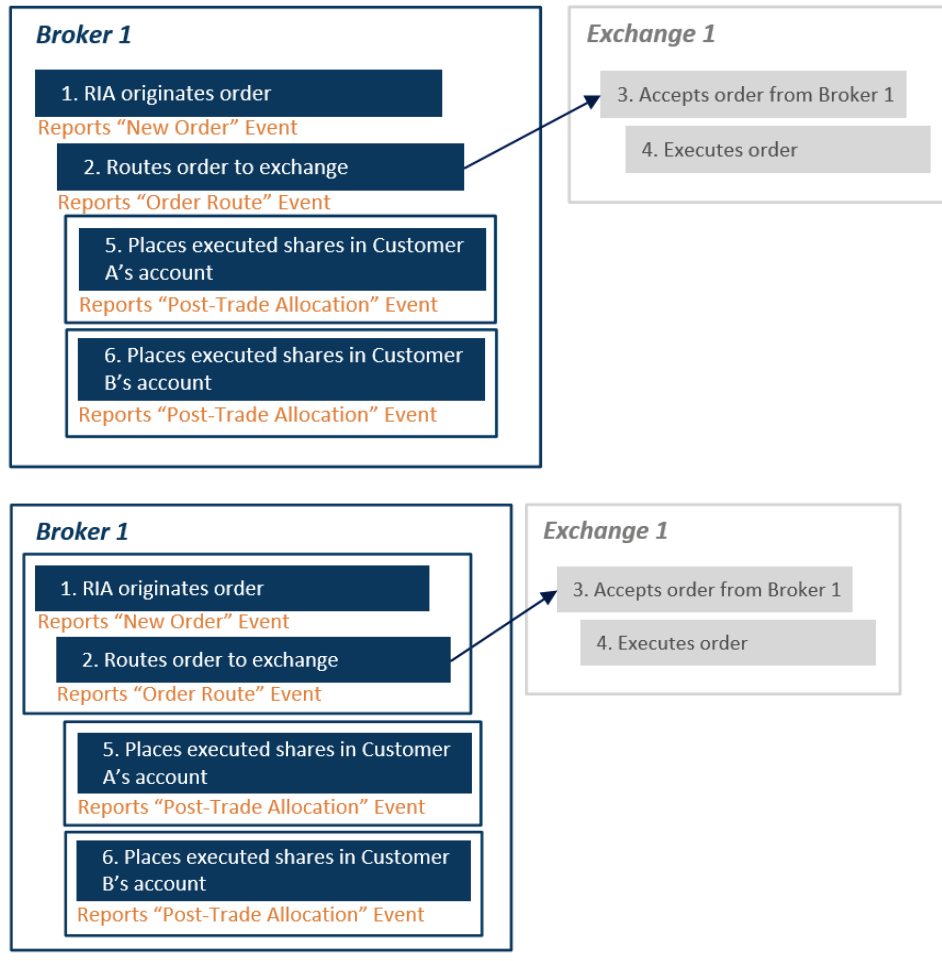 Broker 1
1. RIA originates order
Reports “New Order” Event
2. Routes order to exchange
Reports “Order Route” Event
5. Places executed shares in Customer
A’s account
Reports “Post-Trade Allocation” Event
6. Places executed shares in Customer
B’s account
Reports “Post-Trade Allocation” Event
Exchange 1
3. Accepts order from Broker 1
4. Executes order
Broker 1
1. RIA originates order
Reports “New Order” Event
2. Routes order to exchange
Reports “Order Route” Event
5. Places executed shares in Customer
A’s account
Reports “Post-Trade Allocation” Event
6. Places executed shares in Customer
B’s account
Reports “Post-Trade Allocation” Event
Exchange 1
3. Accepts order from Broker 1
4. Executes order